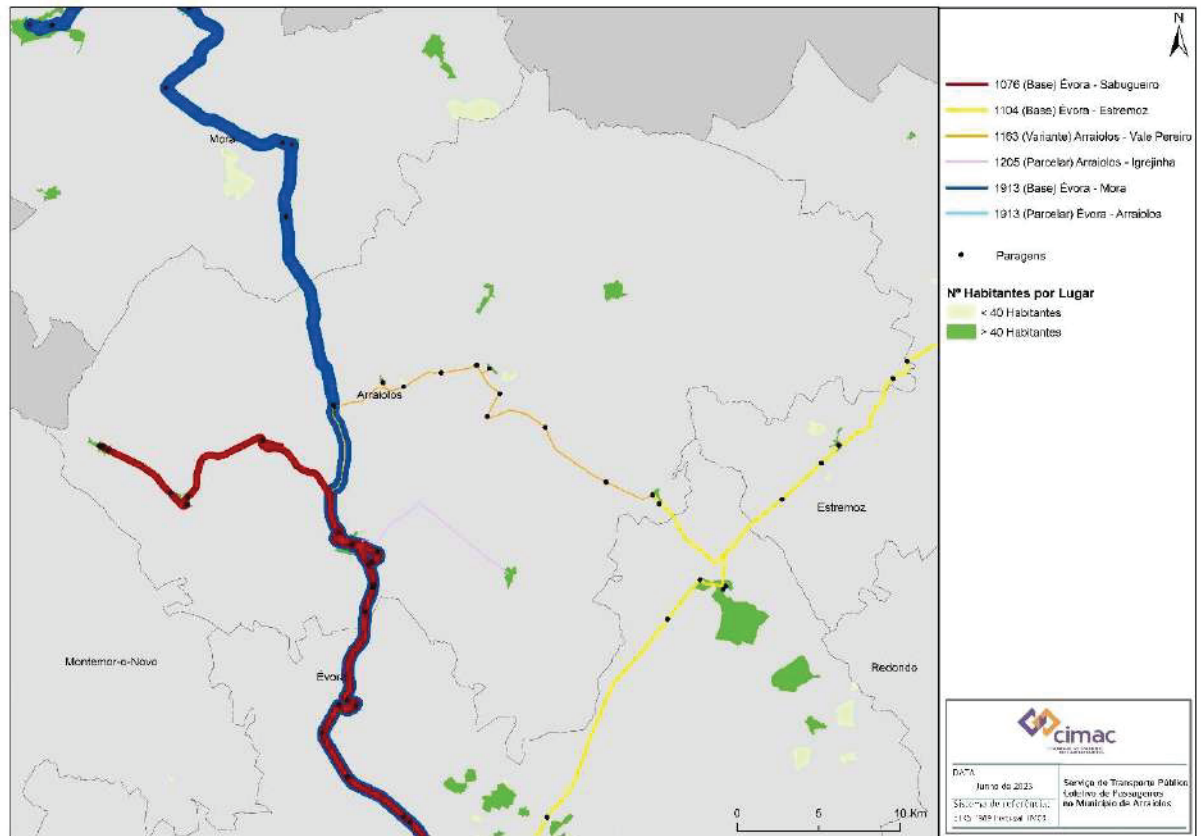 N
1076 (Base) Évora - Sabugueiro
1104 (Base) Évora - Estremoz
1163 (Variante) Arraiolos - Vale Pereiro
1205 (Parcelar) Arraiolos - Igrejinha
1913 (Base) Évora - Mora
1913 (Parcelar) Évora - Arraiolos
Paragens
Nº Habitantes por Lugar
< 40 Habitantes
> 40 Habitantes
Mora
Arraiolos
Estremoz
Montemor-o-Novo
Évora
Redondo
0 5 10 Km
cimac
DATA
Junho de 2023
Sistema de referência:
Serviço de Transporte Público
Coletivo de Passageiros
no Município de Arraiolos